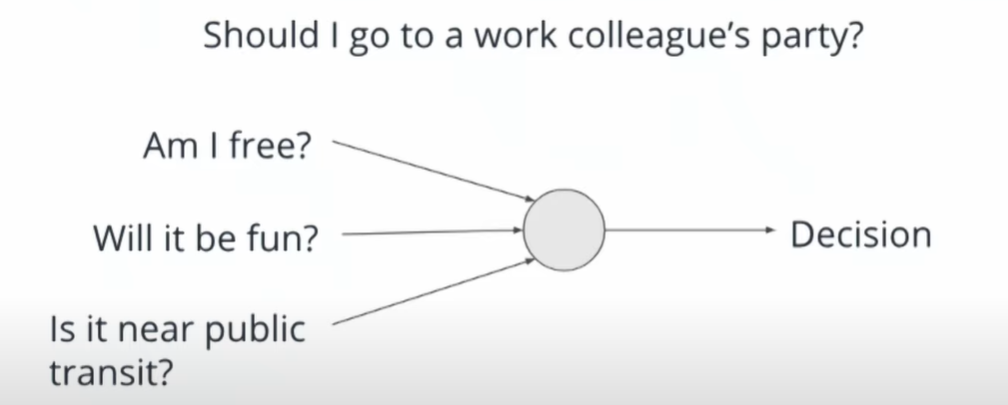 Should I go to a work colleague’s party?
Am I free?
Will it be fun?
Decision
Is it near public
transit?